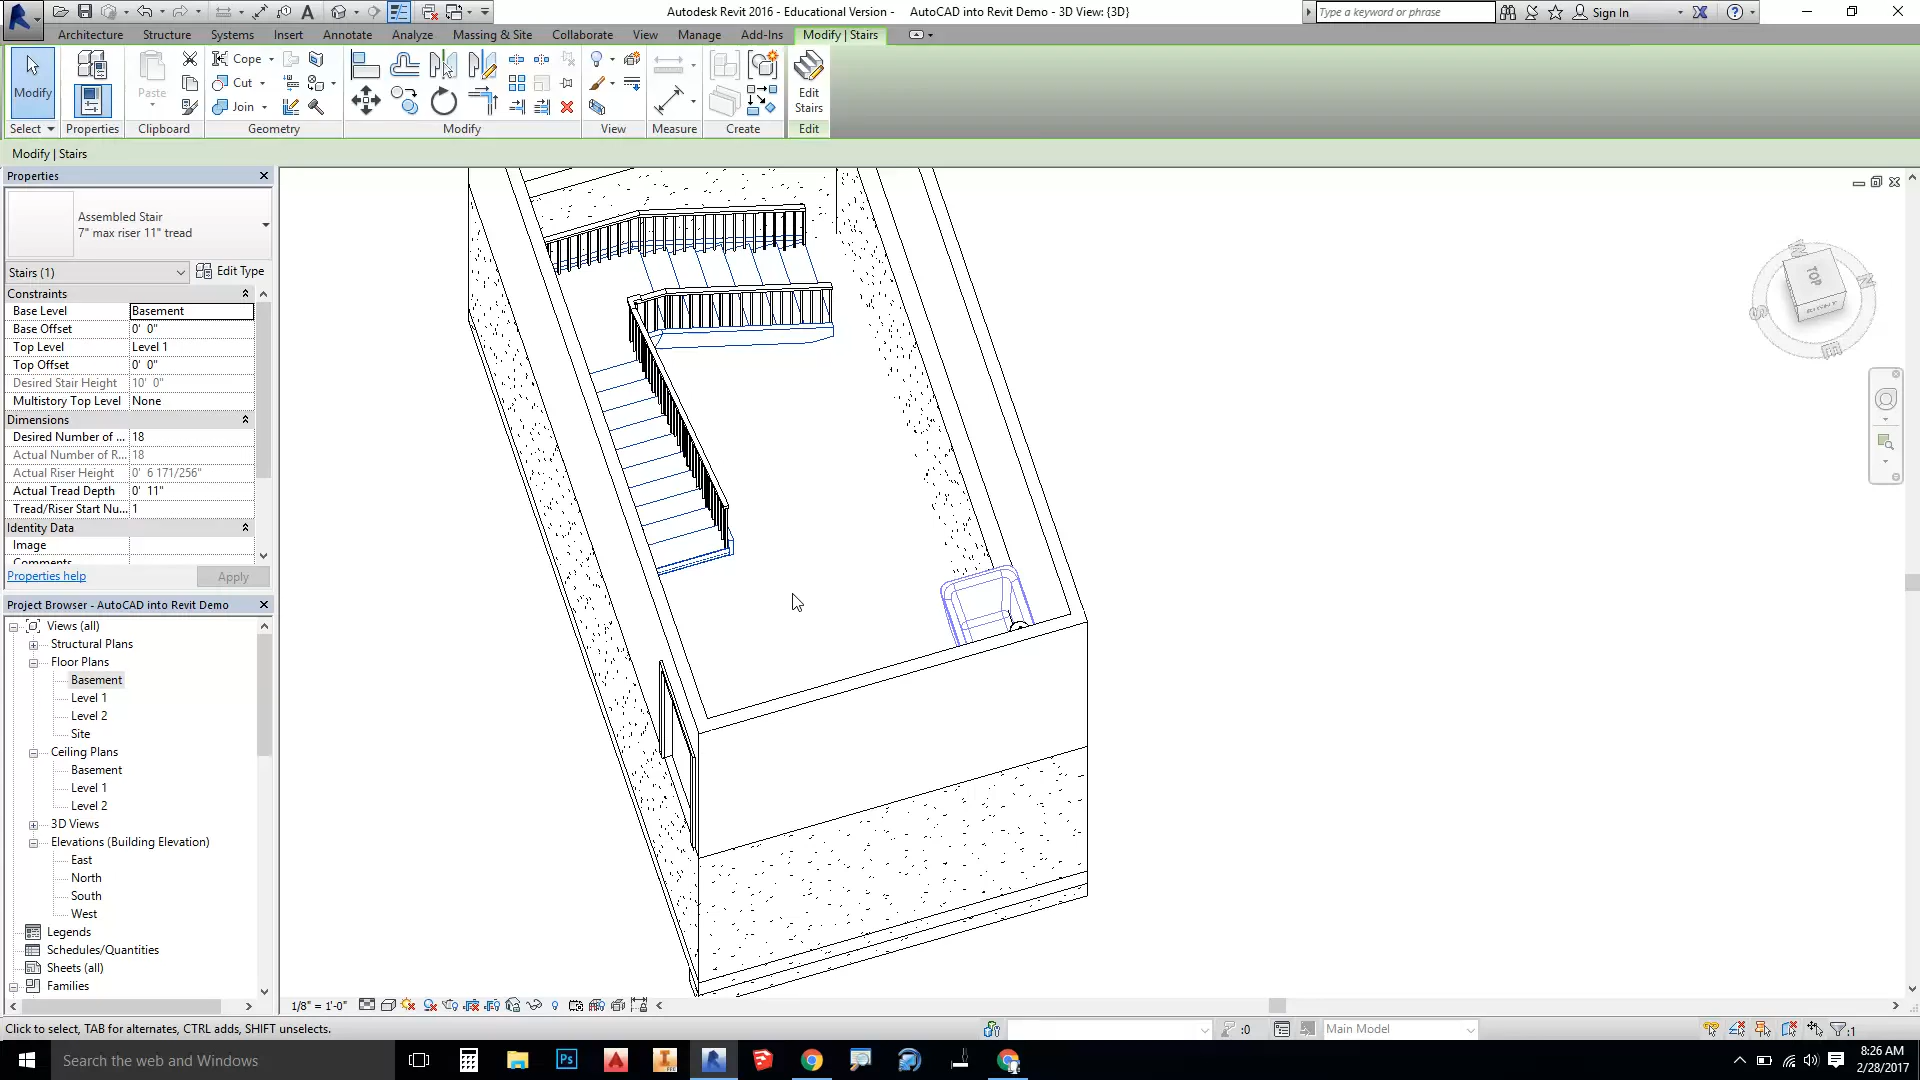 Autodesk Revit 2016 - Educational Version - AutoCAD into Revit Demo - 3D View: {3D}
Type a keyword or phrase
Sign In
Architecture Structure Systems Insert Annotate Analyze Massing & Site Collaborate View Manage Add-Ins Modify | Stairs
Modify
Paste
Cope
Cut
Join
Edit
Stairs
Select Properties Clipboard Geometry Modify View Measure Create Edit
Modify | Stairs
Properties
Assembled Stair
7" max riser 11" tread
Stairs (1)
Edit Type
Constraints
Base Level Basement
Base Offset 0' 0"
Top Level Level 1
Top Offset 0' 0"
Desired Stair Height 10' 0"
Multistory Top Level None
Dimensions
Desired Number of ... 18
Actual Number of R... 18
Actual Riser Height 0' 6 171/256"
Actual Tread Depth 0' 11"
Tread/Riser Start Nu... 1
Identity Data
Image
Comments
Properties help
Apply
Project Browser - AutoCAD into Revit Demo
Views (all)
Structural Plans
Floor Plans
Basement
Level 1
Level 2
Site
Ceiling Plans
Basement
Level 1
Level 2
3D Views
Elevations (Building Elevation)
East
North
South
West
Legends
Schedules/Quantities
Sheets (all)
Families
TOP
1/8" = 1'-0"
Click to select, TAB for alternates, CTRL adds, SHIFT unselects.
:0
Main Model
:1
Search the web and Windows
8:26 AM
2/28/2017